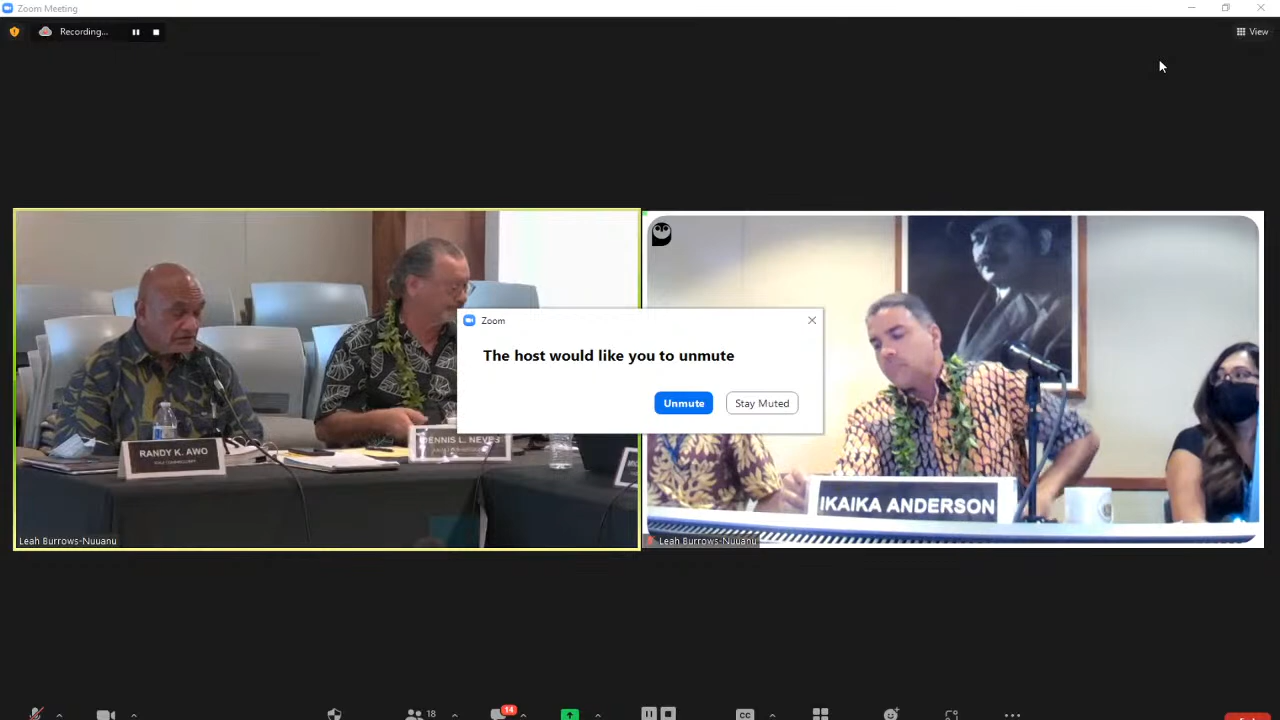 Zoom Meeting
Recording...
View
Zoom
The host would like you to unmute
Unmute
Stay Muted
RANDY K. AWO
DENNIS L. NEVES
IKAIKA ANDERSON
Leah Burrows-Nuuanu
Leah Burrows-Nuuanu
18
14
CC